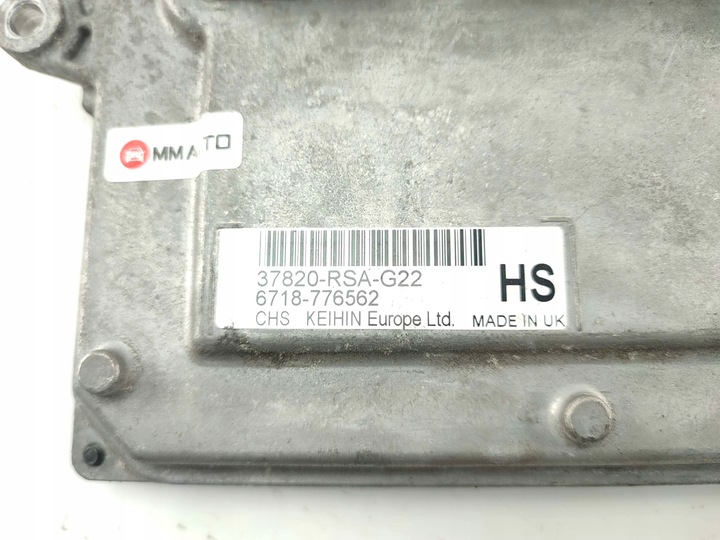 MMATO
37820-RSA-G22
6718-776562
HS
CHS KEIHIN Europe Ltd. MADE IN UK